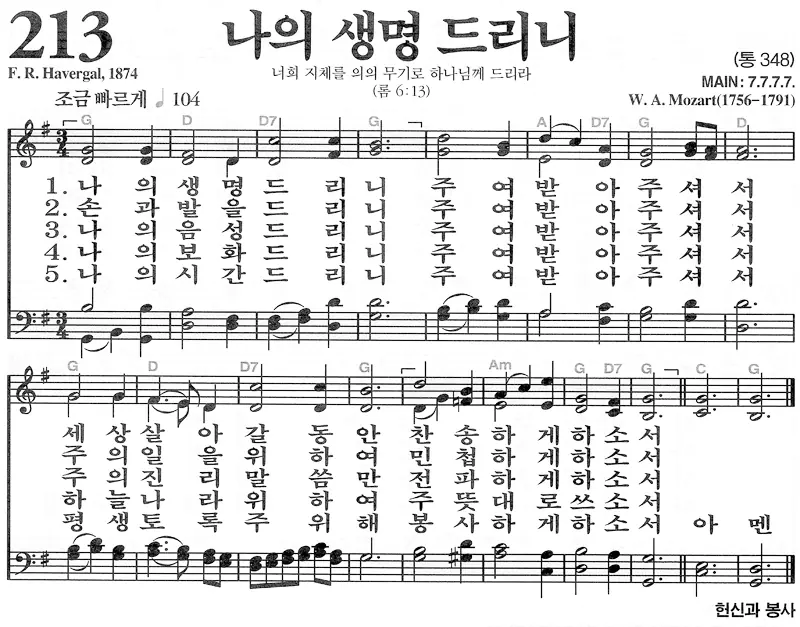 213
나의 생명 드리니
(통 348)
F. R. Havergal, 1874
너희 지체를 의의 무기로 하나님께 드리라
(롬 6:13)
MAIN: 7.7.7.7.
조금 빠르게 ♩ 104
W. A. Mozart(1756-1791)
G D D7 G A D7 G D
1. 나 의 생 명 드 리 니 주 여 받 아 주 셔 서
2. 손 과 발 을 드 리 니 주 여 받 아 주 셔 서
3. 나 의 음 성 드 리 니 주 여 받 아 주 셔 서
4. 나 의 보 화 드 리 니 주 여 받 아 주 셔 서
5. 나 의 시 간 드 리 니 주 여 받 아 주 셔 서
G D D7 G Am G D7 G C G
세 상 살 아 갈 동 안 찬 송 하 게 하 소 서
주 의 일 을 위 하 여 민 첩 하 게 하 소 서
주 의 진 리 말 씀 만 전 파 하 게 하 소 서
하 늘 나 라 위 하 여 주 뜻 대 로 쓰 소 서
평 생 토 록 주 위 해 봉 사 하 게 하 소 서 아 멘
헌신과 봉사